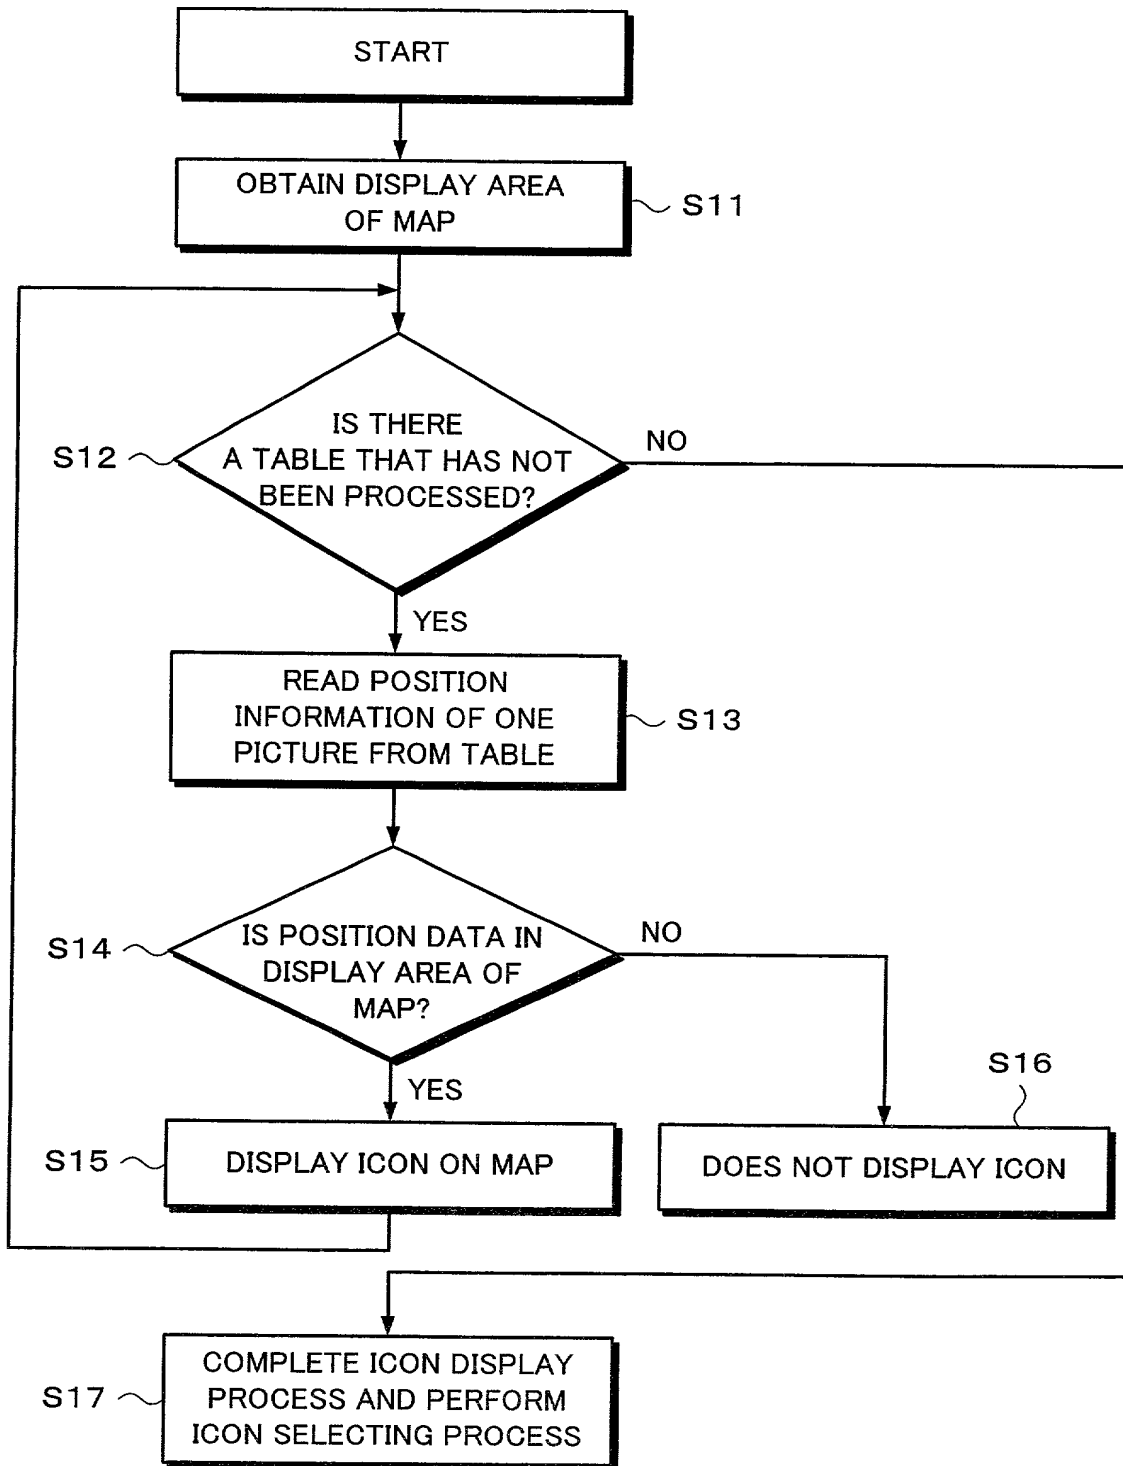 START
OBTAIN DISPLAY AREA
OF MAP
S11
IS THERE
A TABLE THAT HAS NOT
BEEN PROCESSED?
S12
NO
YES
READ POSITION
INFORMATION OF ONE
PICTURE FROM TABLE
S13
IS POSITION DATA IN
DISPLAY AREA OF
MAP?
S14
NO
YES
S16
S15
DISPLAY ICON ON MAP
DOES NOT DISPLAY ICON
COMPLETE ICON DISPLAY
PROCESS AND PERFORM
ICON SELECTING PROCESS
S17